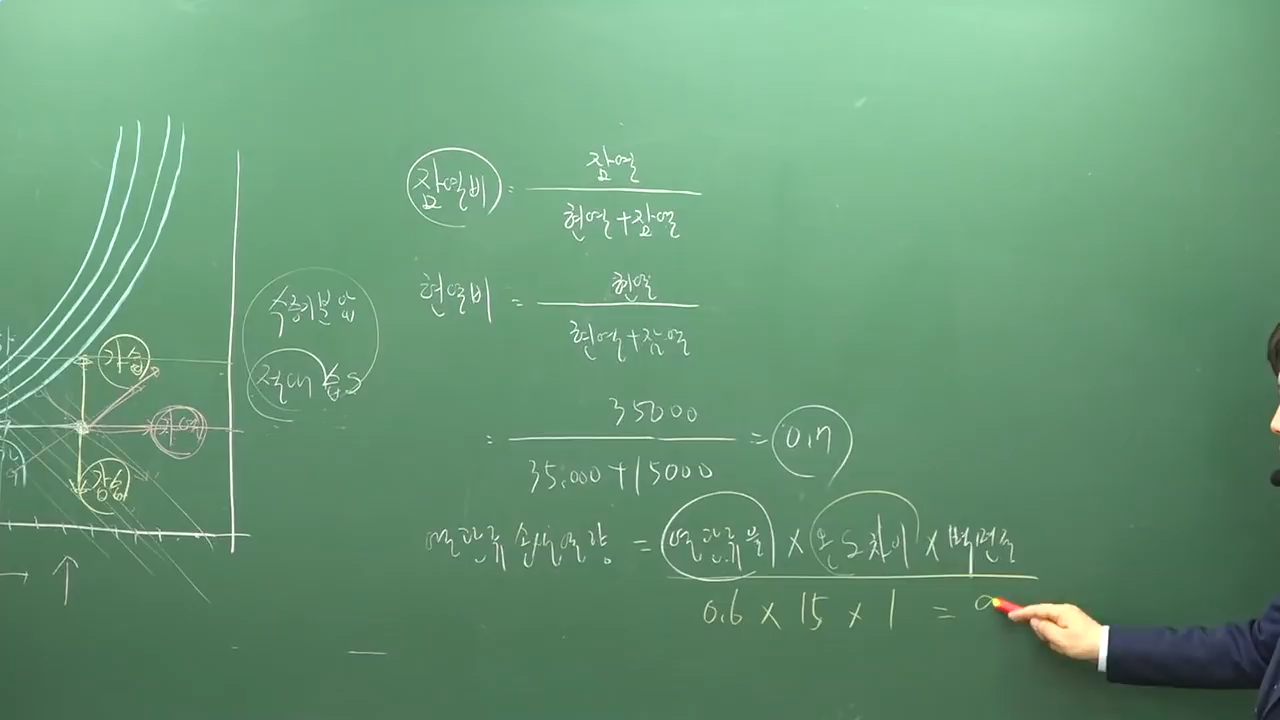 가습
수증기분압
절대습도
가열
감습
잠열비 = 잠열 / 현열+잠열
현열비 = 현열 / 현열+잠열
= 35000 / 35.000+15000 = 0.7
열관류 손실열량 = 열관류율 × 온도차이 × 벽면적
0.6 × 15 × 1 =